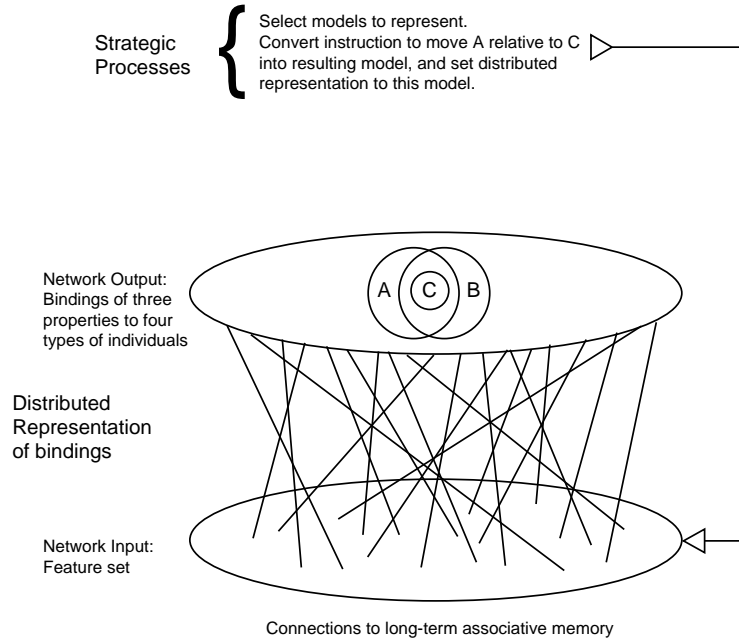 Strategic
Processes
Select models to represent.
Convert instruction to move A relative to C
into resulting model, and set distributed
representation to this model.
Network Output:
Bindings of three
properties to four
types of individuals
A
C
B
Distributed
Representation
of bindings
Network Input:
Feature set
Connections to long-term associative memory